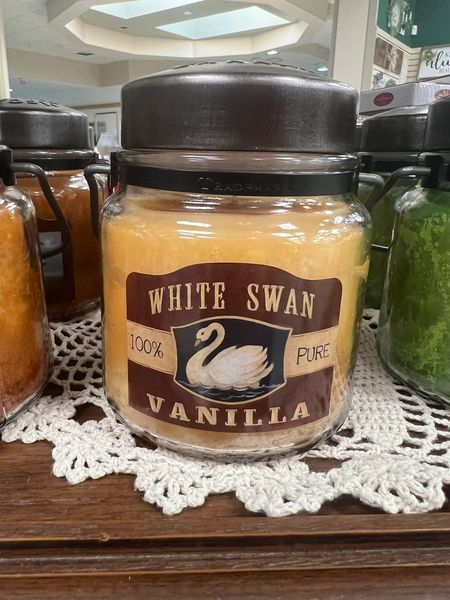 TRADEMARK
WHITE SWAN
100% PURE
VANILLA